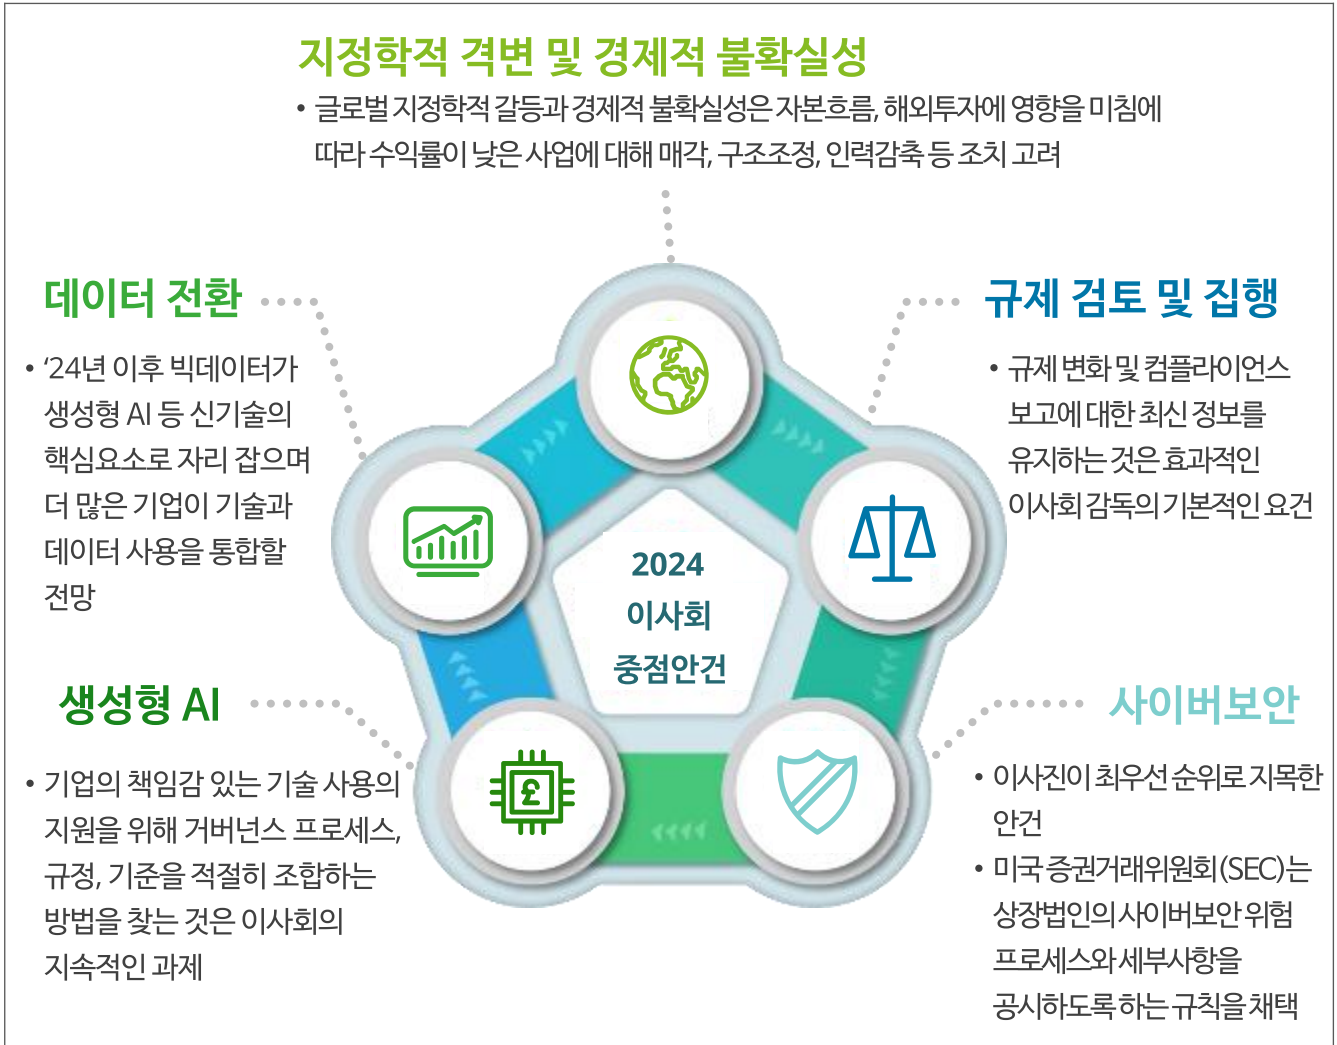 지정학적 격변 및 경제적 불확실성
• 글로벌 지정학적 갈등과 경제적 불확실성은 자본흐름, 해외투자에 영향을 미침에
따라 수익률이 낮은 사업에 대해 매각, 구조조정, 인력감축 등 조치 고려
데이터 전환
• ‘24년 이후 빅데이터가
생성형 AI 등 신기술의
핵심요소로 자리 잡으며
더 많은 기업이 기술과
데이터 사용을 통합할
전망
규제 검토 및 집행
• 규제 변화 및 컴플라이언스
보고에 대한 최신 정보를
유지하는 것은 효과적인
이사회 감독의 기본적인 요건
2024
이사회
중점안건
생성형 AI
• 기업의 책임감 있는 기술 사용의
지원을 위해 거버넌스 프로세스,
규정, 기준을 적절히 조합하는
방법을 찾는 것은 이사회의
지속적인 과제
£
사이버보안
• 이사진이 최우선 순위로 지목한
안건
• 미국 증권거래위원회(SEC)는
상장법인의 사이버보안 위험
프로세스와 세부사항을
공시하도록 하는 규칙을 채택